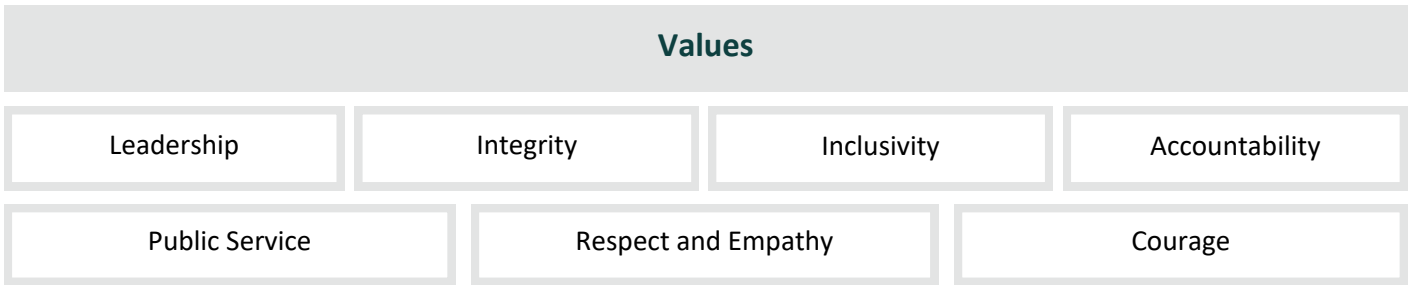 Values
Leadership
Integrity
Inclusivity
Accountability
Public Service
Respect and Empathy
Courage